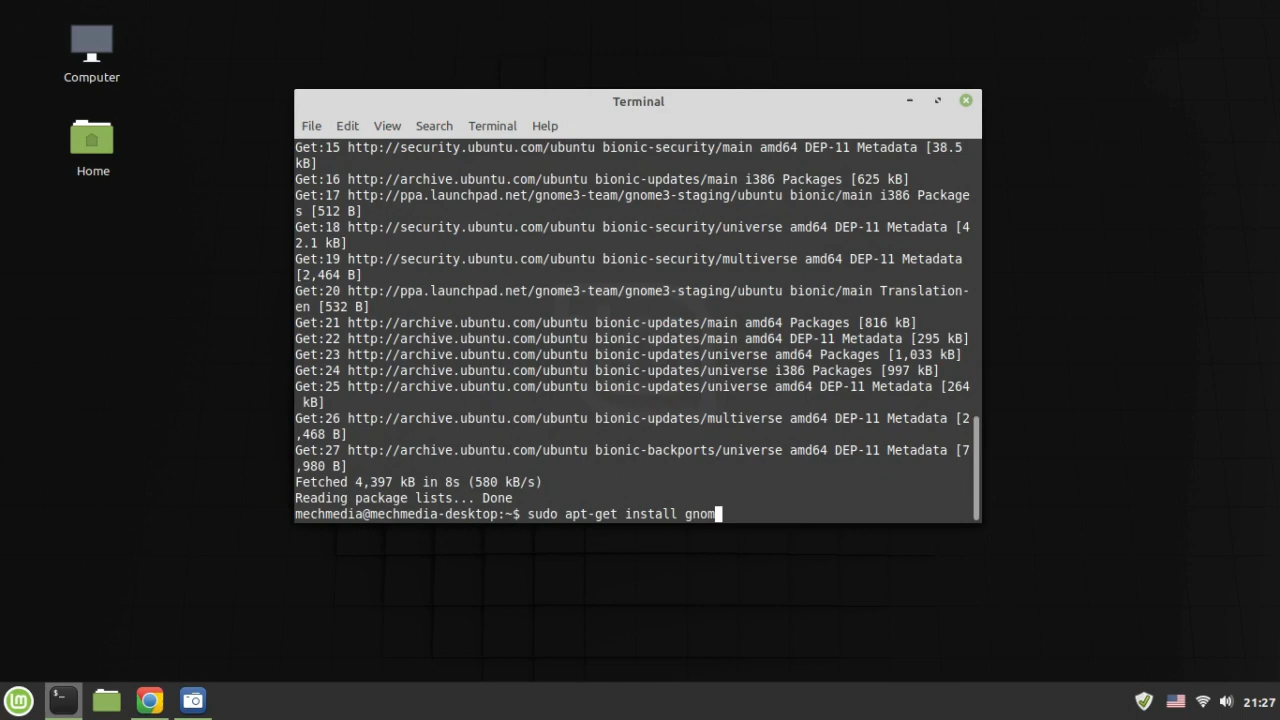 Computer
Home
Terminal
File Edit View Search Terminal Help
Get:15 http://security.ubuntu.com/ubuntu bionic-security/main amd64 DEP-11 Metadata [38.5
kB]
Get:16 http://archive.ubuntu.com/ubuntu bionic-updates/main i386 Packages [625 kB]
Get:17 http://ppa.launchpad.net/gnome3-team/gnome3-staging/ubuntu bionic/main i386 Package
s [512 B]
Get:18 http://security.ubuntu.com/ubuntu bionic-security/universe amd64 DEP-11 Metadata [4
2.1 kB]
Get:19 http://security.ubuntu.com/ubuntu bionic-security/multiverse amd64 DEP-11 Metadata
[2,464 B]
Get:20 http://ppa.launchpad.net/gnome3-team/gnome3-staging/ubuntu bionic/main Translation-
en [532 B]
Get:21 http://archive.ubuntu.com/ubuntu bionic-updates/main amd64 Packages [816 kB]
Get:22 http://archive.ubuntu.com/ubuntu bionic-updates/main amd64 DEP-11 Metadata [295 kB]
Get:23 http://archive.ubuntu.com/ubuntu bionic-updates/universe amd64 Packages [1,033 kB]
Get:24 http://archive.ubuntu.com/ubuntu bionic-updates/universe i386 Packages [997 kB]
Get:25 http://archive.ubuntu.com/ubuntu bionic-updates/universe amd64 DEP-11 Metadata [264
kB]
Get:26 http://archive.ubuntu.com/ubuntu bionic-updates/multiverse amd64 DEP-11 Metadata [2
,468 B]
Get:27 http://archive.ubuntu.com/ubuntu bionic-backports/universe amd64 DEP-11 Metadata [7
,980 B]
Fetched 4,397 kB in 8s (580 kB/s)
Reading package lists... Done
mechmedia@mechmedia-desktop:~$ sudo apt-get install gnom
21:27